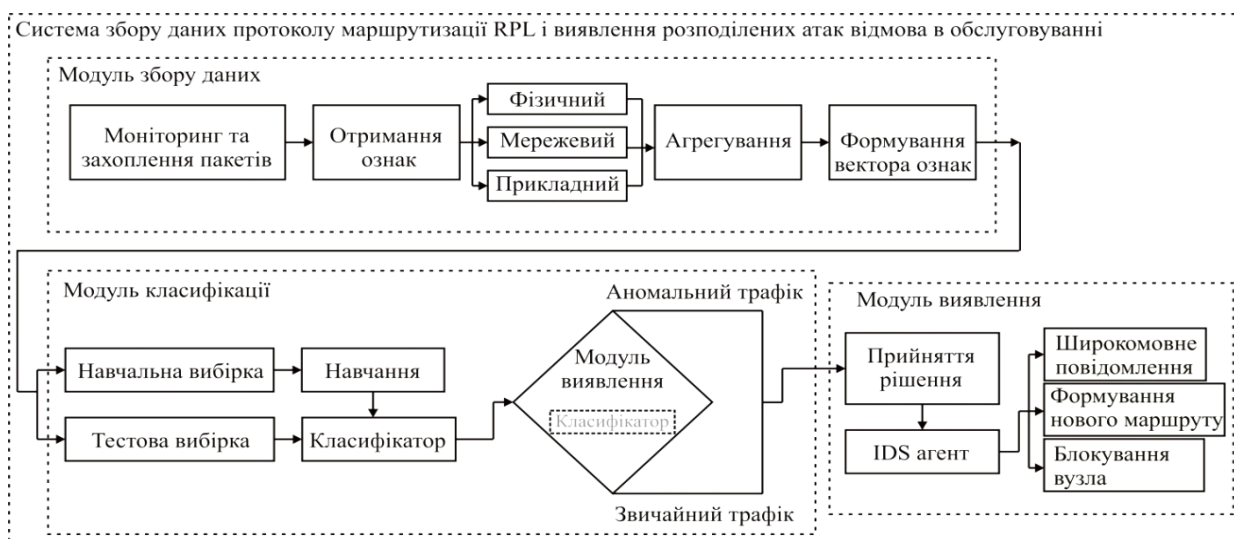 Система збору даних протоколу маршрутизації RPL і виявлення розподілених атак відмова в обслуговуванні
Модуль збору даних
Моніторинг та
захоплення пакетів
Отримання
ознак
Фізичний
Мережевий
Прикладний
Агрегування
Формування
вектора ознак
Модуль класифікації
Навчальна вибірка
Навчання
Тестова вибірка
Класифікатор
Аномальний трафік
Модуль
виявлення
Класифікатор
Звичайний трафік
Модуль виявлення
Прийняття
рішення
IDS агент
Широкомовне
повідомлення
Формування
нового маршруту
Блокування
вузла